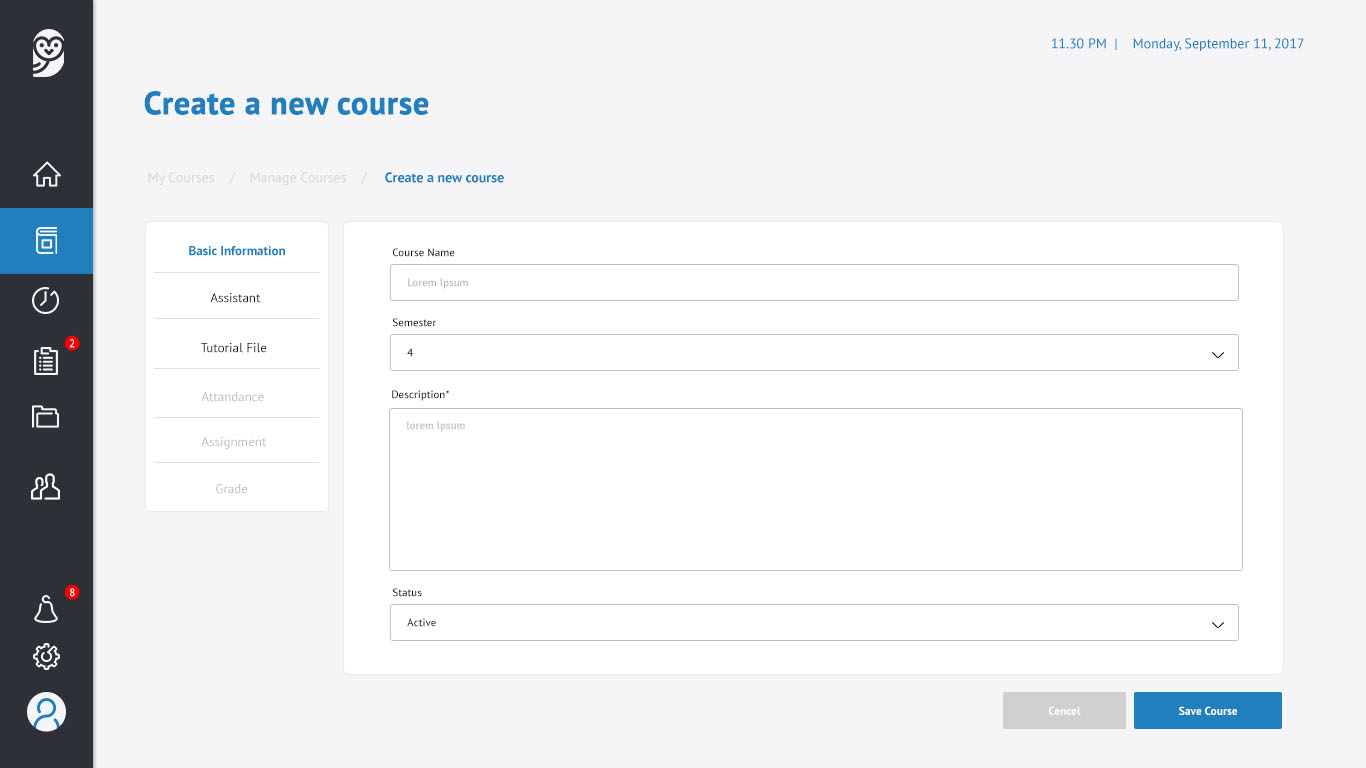 11.30 PM | Monday, September 11, 2017
Create a new course
My Courses / Manage Courses / Create a new course
Basic Information
Assistant
Tutorial File
Attandance
Assignment
Grade
Course Name
Lorem Ipsum
Semester
4
Description*
lorem Ipsum
Status
Active
2
8
Cencel
Save Course